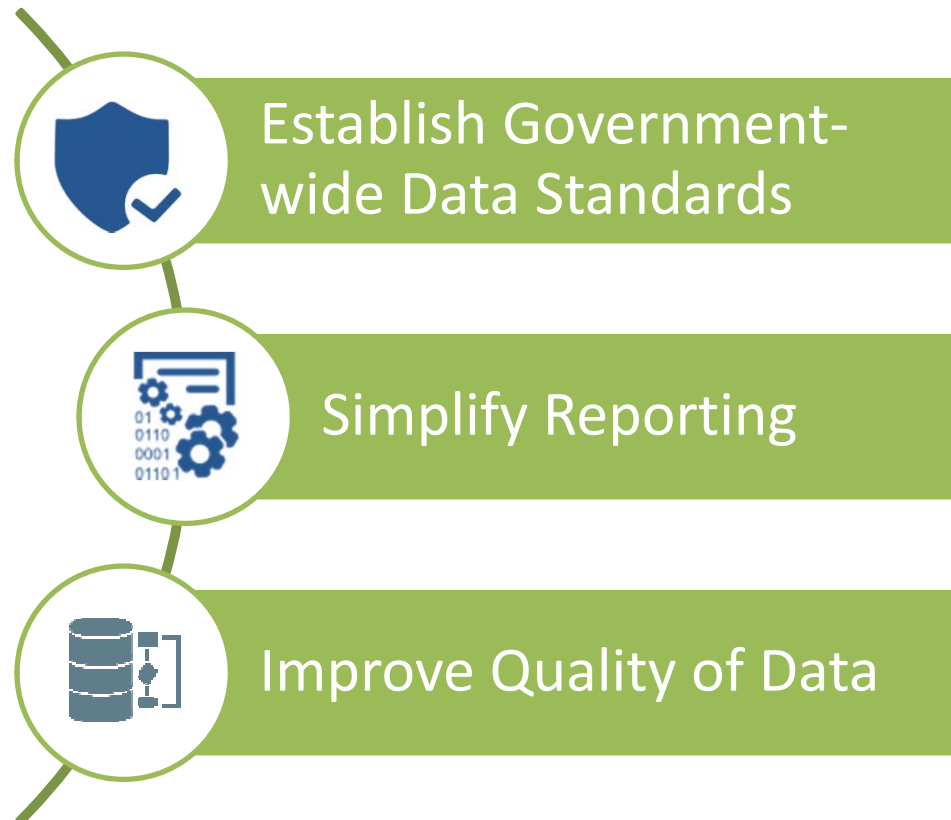 Establish Government-
wide Data Standards
01
0110
0001
01101
Simplify Reporting
Improve Quality of Data